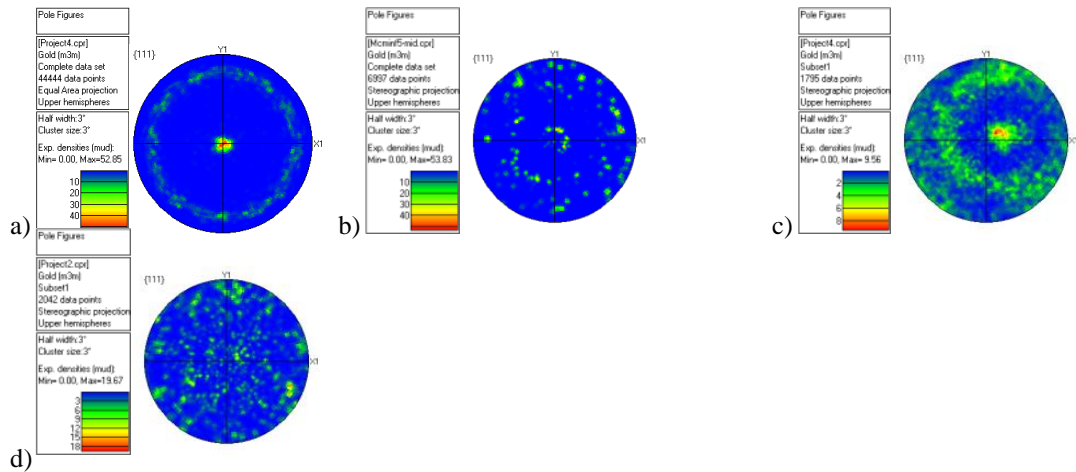 Pole Figures
[Project4.cpr]
Gold (m3m)
Complete data set
44444 data points
Equal Area projection
Upper hemispheres
Half width:3°
Cluster size:3°
Exp. densities (mud):
Min= 0.00, Max=52.85
10
20
30
40
{111}
Y1
X1
a)
Pole Figures
[Mcminf5-mid.cpr]
Gold (m3m)
Complete data set
6997 data points
Stereographic projection
Upper hemispheres
Half width:3°
Cluster size:3°
Exp. densities (mud):
Min= 0.00, Max=53.83
10
20
30
40
{111}
Y1
X1
b)
Pole Figures
[Project4.cpr]
Gold (m3m)
Subset1
1795 data points
Stereographic projection
Upper hemispheres
Half width:3°
Cluster size:3°
Exp. densities (mud):
Min= 0.00, Max= 9.56
2
4
6
8
{111}
Y1
X1
c)
Pole Figures
[Project2.cpr]
Gold (m3m)
Subset1
2042 data points
Stereographic projection
Upper hemispheres
Half width:3°
Cluster size:3°
Exp. densities (mud):
Min= 0.00, Max=19.67
3
6
9
12
15
18
{111}
Y1
X1
d)